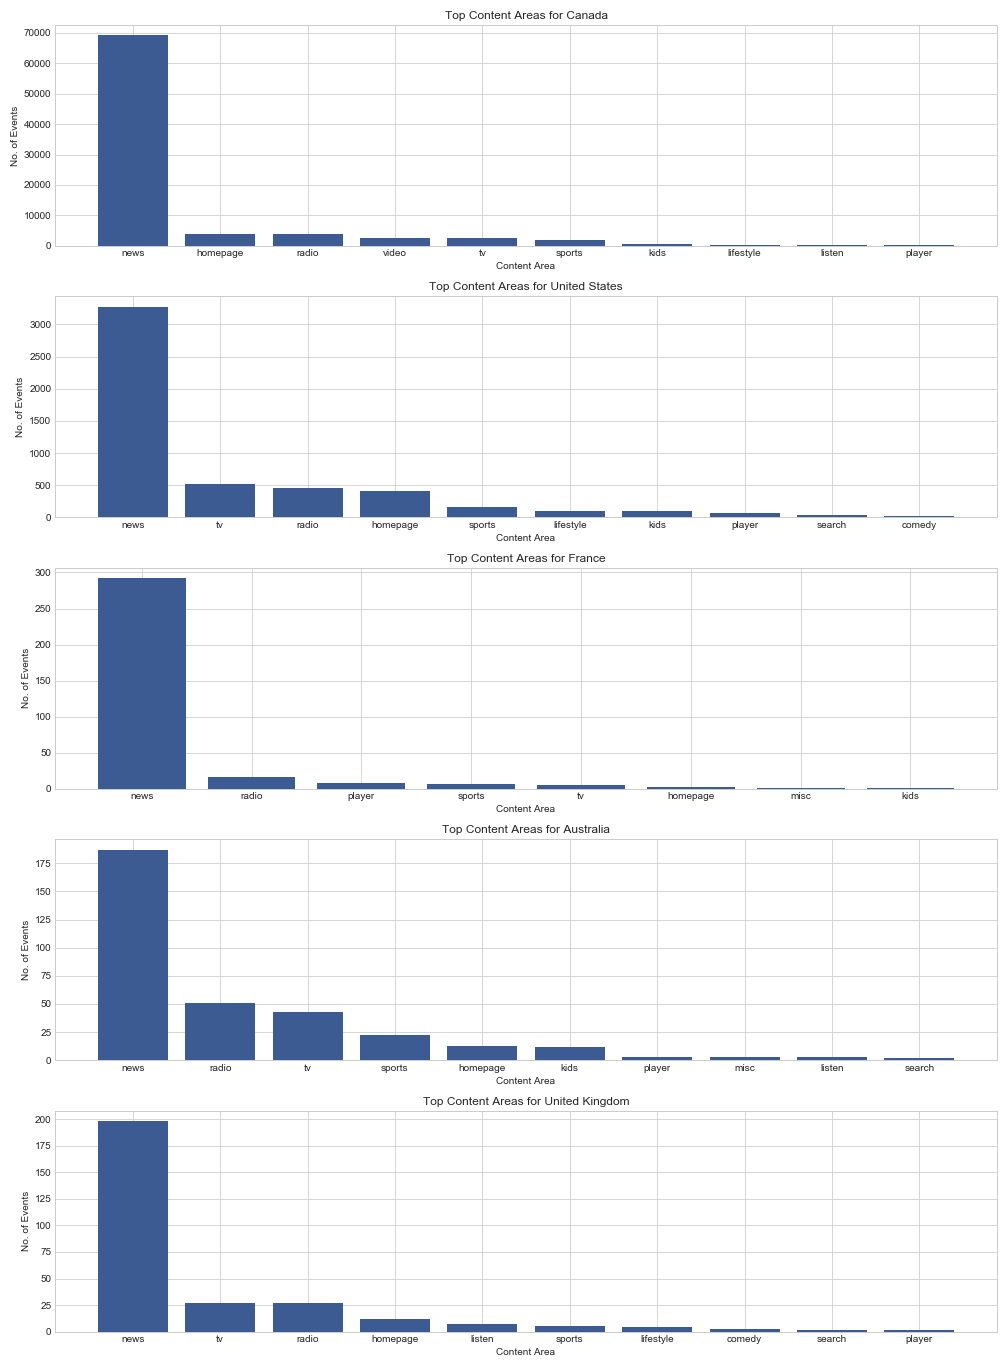 Top Content Areas for Canada
No. of Events
70000
60000
50000
40000
30000
20000
10000
0
news homepage radio video tv sports kids lifestyle listen player
Content Area
Top Content Areas for United States
No. of Events
3000
2500
2000
1500
1000
500
0
news tv radio homepage sports lifestyle kids player search comedy
Content Area
Top Content Areas for France
No. of Events
300
250
200
150
100
50
0
news radio player sports tv homepage misc kids
Content Area
Top Content Areas for Australia
No. of Events
175
150
125
100
75
50
25
0
news radio tv sports homepage kids player misc listen search
Content Area
Top Content Areas for United Kingdom
No. of Events
200
175
150
125
100
75
50
25
0
news tv radio homepage listen sports lifestyle comedy search player
Content Area